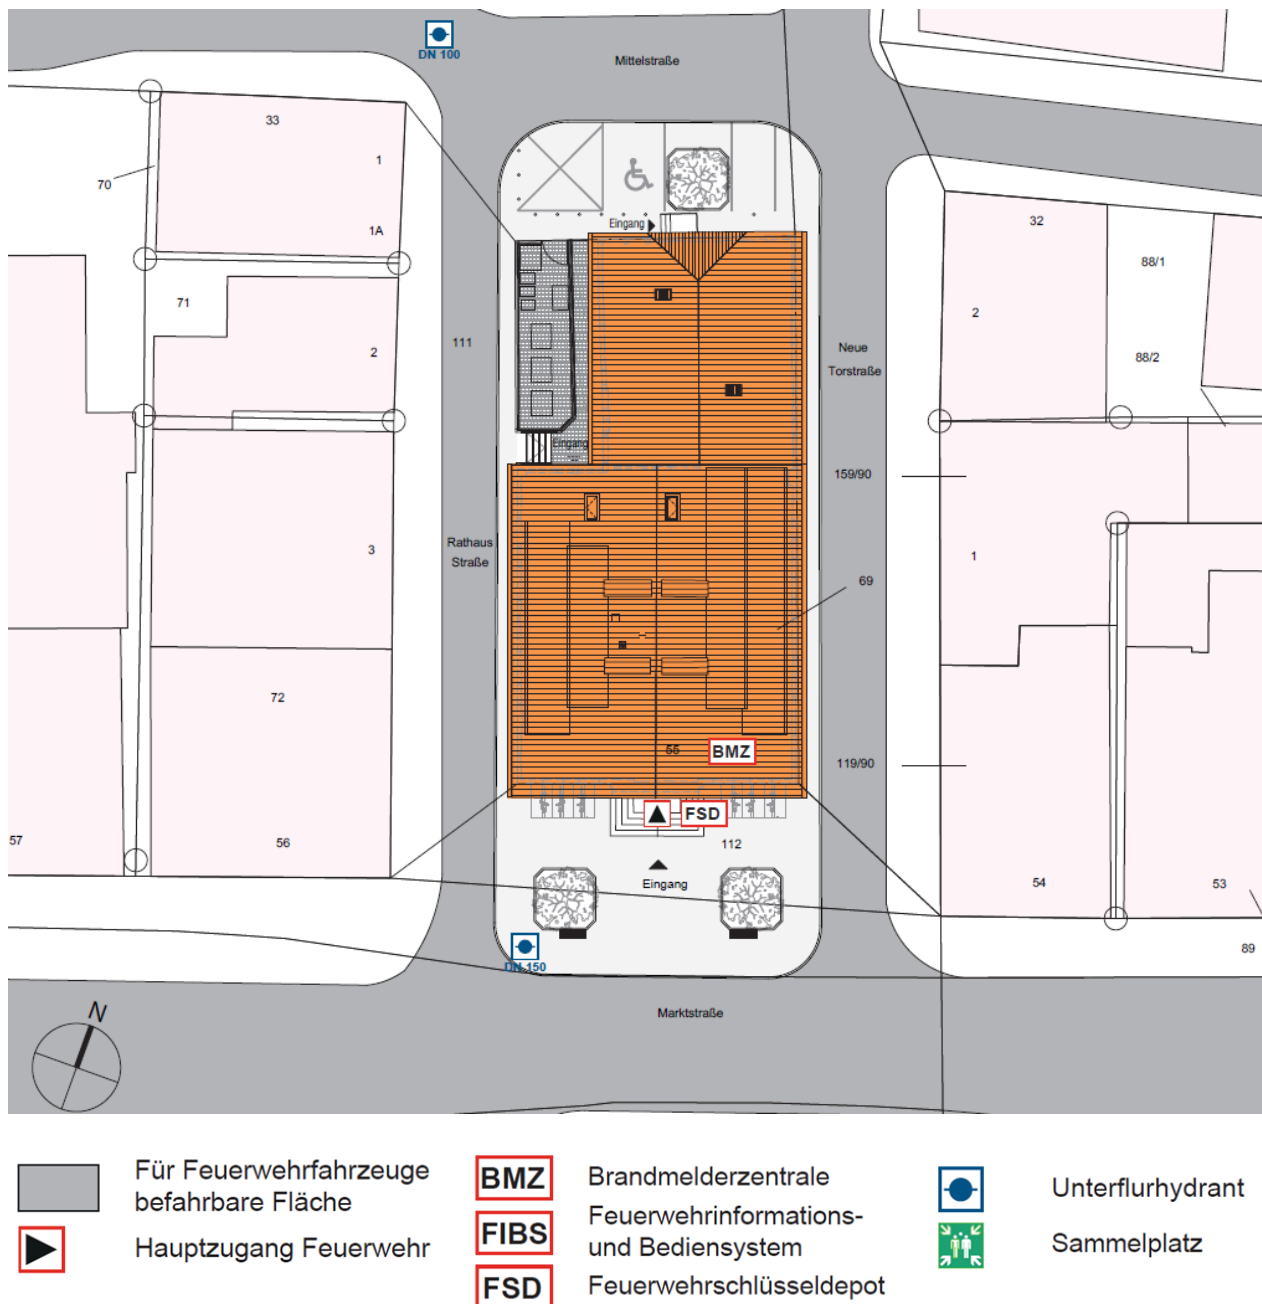 DN 100
Mittelstraße
33
1
70
1A
Eingang
32
88/1
71
2
111
2
Neue
Torstraße
88/2
Eingang
159/90
Rathaus
Straße
3
1
69
72
55
BMZ
119/90
FSD
57
56
112
Eingang
54
53
DN 150
89
Marktstraße
N
Für Feuerwehrfahrzeuge
befahrbare Fläche
Hauptzugang Feuerwehr
BMZ
Brandmelderzentrale
FIBS
Feuerwehrinformations-
und Bediensystem
FSD
Feuerwehrschlüsseldepot
Unterflurhydrant
Sammelplatz